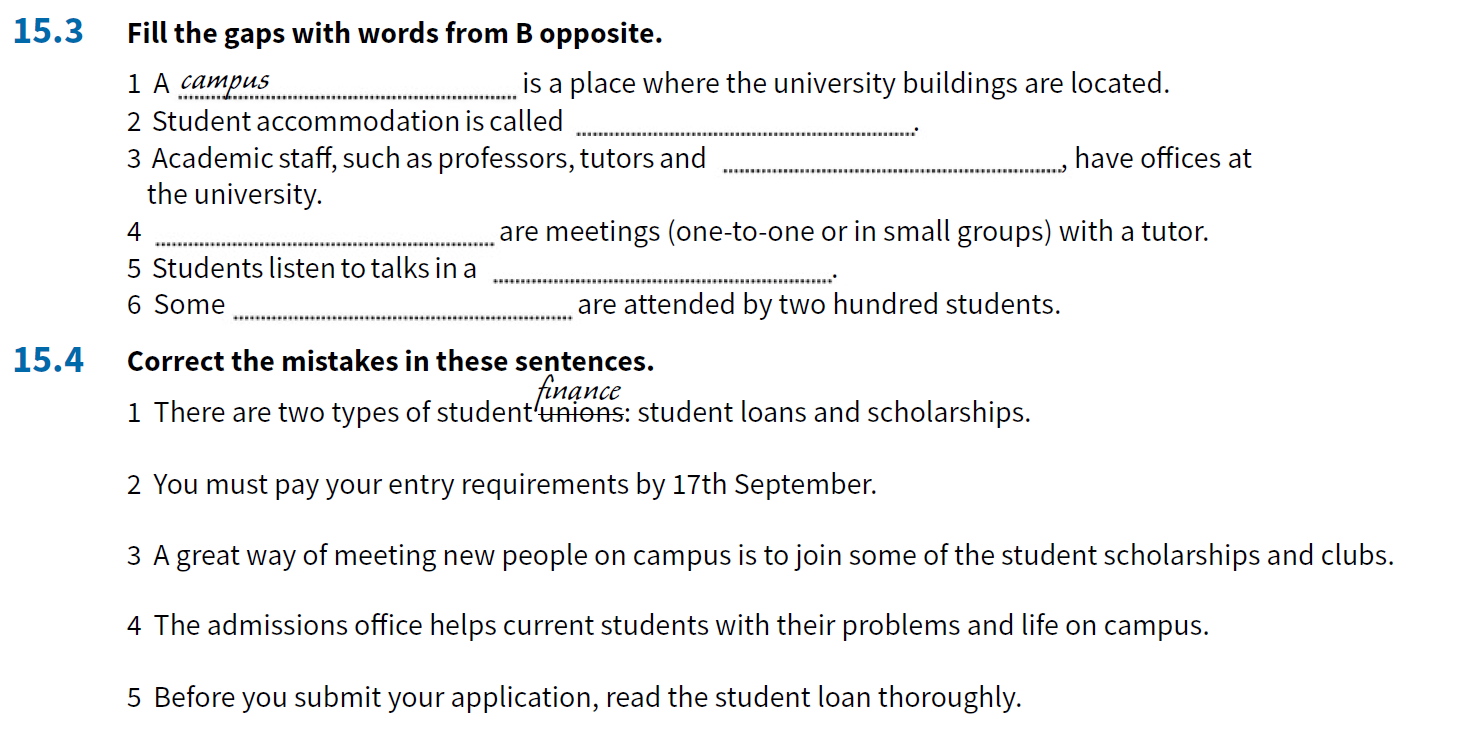 15.3 Fill the gaps with words from B opposite.
1 A campus is a place where the university buildings are located.
2 Student accommodation is called .
3 Academic staff, such as professors, tutors and , have offices at
the university.
4 are meetings (one-to-one or in small groups) with a tutor.
5 Students listen to talks in a .
6 Some are attended by two hundred students.
15.4 Correct the mistakes in these sentences.
finance
1 There are two types of student unions: student loans and scholarships.
2 You must pay your entry requirements by 17th September.
3 A great way of meeting new people on campus is to join some of the student scholarships and clubs.
4 The admissions office helps current students with their problems and life on campus.
5 Before you submit your application, read the student loan thoroughly.